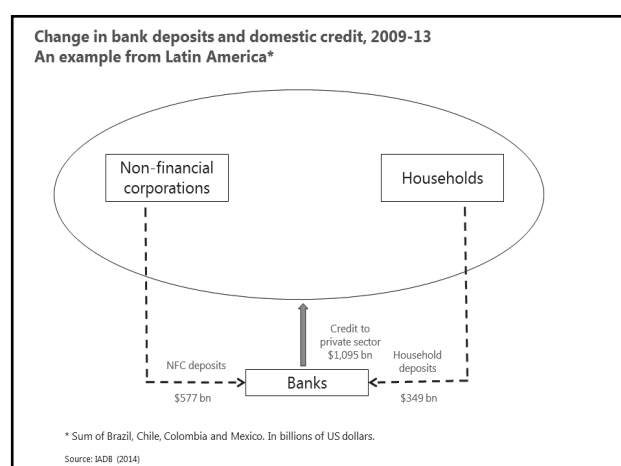 Change in bank deposits and domestic credit, 2009-13
An example from Latin America*
Non-financial
corporations
Households
Credit to
private sector
$1,095 bn
NFC deposits
Household
deposits
Banks
$577 bn
$349 bn
* Sum of Brazil, Chile, Colombia and Mexico. In billions of US dollars.
Source: IADB (2014)